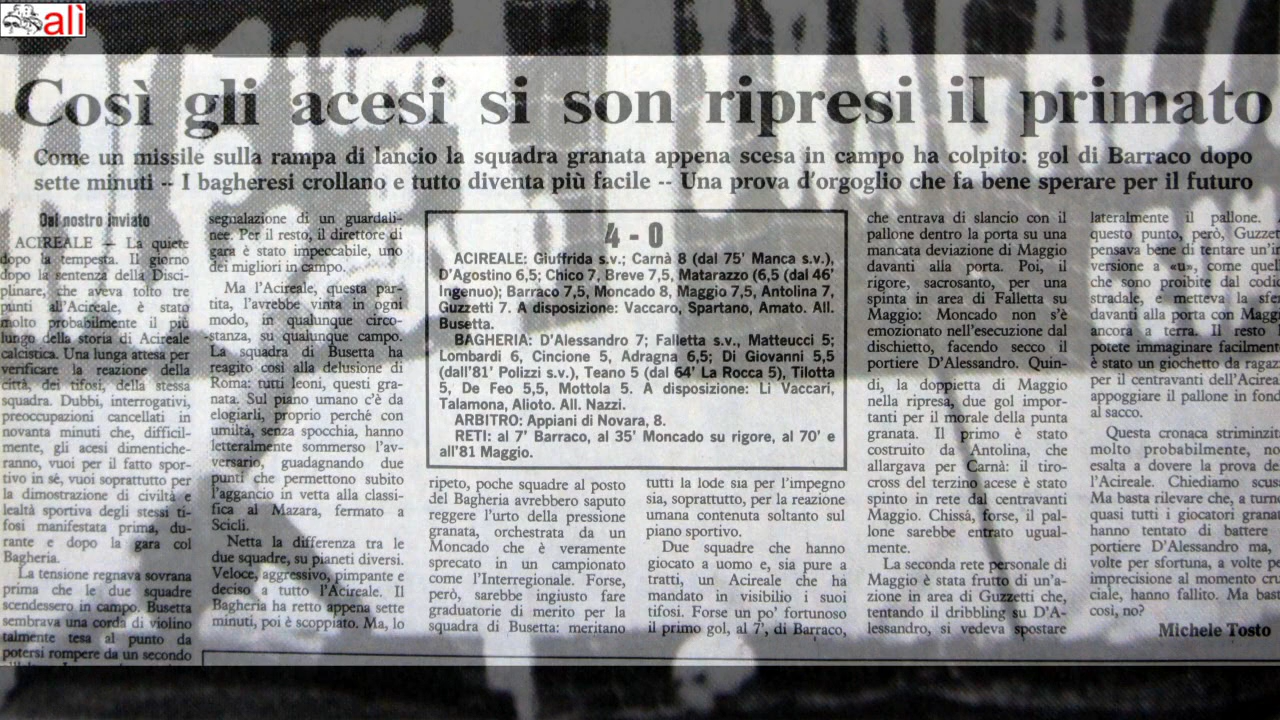 alì
Così gli acesi si son ripresi il primato
Come un missile sulla rampa di lancio la squadra granata appena scesa in campo ha colpito: gol di Barraco dopo
sette minuti -- I bagheresi crollano e tutto diventa più facile -- Una prova d'orgoglio che fa bene sperare per il futuro
Dal nostro inviato
ACIREALE — La quiete
dopo la tempesta. Il giorno
dopo la sentenza della Disci-
plinare, che aveva tolto tre
punti all'Acireale, è stato
molto probabilmente il più
lungo della storia di Acireale
calcistica. Una lunga attesa per
verificare la reazione della
città, dei tifosi, della stessa
squadra. Dubbi, interrogativi,
preoccupazioni cancellati in
novanta minuti che, difficil-
mente, gli acesi dimentiche-
ranno, vuoi per il fatto spor-
tivo in sè, vuoi soprattutto per
la dimostrazione di civiltà e
lealtà sportiva degli stessi ti-
fosi manifestata prima, du-
rante e dopo la gara col
Bagheria.
La tensione regnava sovrana
prima che le due squadre
scendessero in campo. Busetta
sembrava una corda di violino
talmente tesa al punto da
potersi rompere da un secondo
segnalazione di un guardali-
nee. Per il resto, il direttore di
gara è stato impeccabile, uno
dei migliori in campo.
Ma l'Acireale, questa par-
tita, l'avrebbe vinta in ogni
modo, in qualunque circo-
stanza, su qualunque campo.
La squadra di Busetta ha
reagito così alla delusione di
Roma: tutti leoni, questi gra-
nata. Sul piano umano c'è da
elogiarli, proprio perché con
umiltà, senza spocchia, hanno
letteralmente sommerso l'av-
versario, guadagnando due
punti che permettono subito
l'aggancio in vetta alla classi-
fica al Mazara, fermato a
Scicli.
Netta la differenza tra le
due squadre, su pianeti diversi.
Veloce, aggressivo, pimpante e
deciso a tutto l'Acireale. Il
Bagheria ha retto appena sette
minuti, poi è scoppiato. Ma, lo
4 - 0
ACIREALE: Giuffrida s.v.; Carnà 8 (dal 75' Manca s.v.),
D'Agostino 6,5; Chico 7, Breve 7,5, Matarazzo (6,5 (dal 46'
Ingenuo); Barraco 7,5, Moncado 8, Maggio 7,5, Antolina 7,
Guzzetti 7. A disposizione: Vaccaro, Spartano, Amato. All.
Busetta.
BAGHERIA: D'Alessandro 7; Falletta s.v., Matteucci 5;
Lombardi 6, Cincione 5, Adragna 6,5; Di Giovanni 5,5
(dall'81' Polizzi s.v.), Teano 5 (dal 64' La Rocca 5), Tilotta
5, De Feo 5,5, Mottola 5. A disposizione: Li Vaccari,
Talamona, Alioto. All. Nazzi.
ARBITRO: Appiani di Novara, 8.
RETI: al 7' Barraco, al 35' Moncado su rigore, al 70' e
all'81 Maggio.
ripeto, poche squadre al posto
del Bagheria avrebbero saputo
reggere l'urto della pressione
granata, orchestrata da un
Moncado che è veramente
sprecato in un campionato
come l'Interregionale. Forse,
però, sarebbe ingiusto fare
graduatorie di merito per la
squadra di Busetta: meritano
tutti la lode sia per l'impegno
sia, soprattutto, per la reazione
umana contenuta soltanto sul
piano sportivo.
Due squadre che hanno
giocato a uomo e, sia pure a
tratti, un Acireale che ha
mandato in visibilio i suoi
tifosi. Forse un po' fortunoso
il primo gol, al 7', di Barraco,
che entrava di slancio con il
pallone dentro la porta su una
mancata deviazione di Maggio
davanti alla porta. Poi, il
rigore, sacrosanto, per una
spinta in area di Falletta su
Maggio: Moncado non s'è
emozionato nell'esecuzione dal
dischietto, facendo secco il
portiere D'Alessandro. Quin-
di, la doppietta di Maggio
nella ripresa, due gol impor-
tanti per il morale della punta
granata. Il primo è stato
costruito da Antolina, che
allargava per Carnà: il tiro-
cross del terzino acese è stato
spinto in rete dal centravanti
Maggio. Chissà, forse, il pal-
lone sarebbe entrato ugual-
mente.
La seconda rete personale di
Maggio è stata frutto di un'a-
zione in area di Guzzetti che,
tentando il dribbling su D'A-
lessandro, si vedeva spostare
lateralmente il pallone.
questo punto, però, Guzzet
pensava bene di tentare un'in
versione a «u», come quell
che sono proibite dal codic
stradale, e metteva la sfe
davanti alla porta con Maggi
ancora a terra. Il resto
potete immaginare facilmente
è stato un giochetto da ragaz
per il centravanti dell'Acirea
appoggiare il pallone in fond
al sacco.
Questa cronaca striminzit
molto probabilmente, no
esalta a dovere la prova de
l'Acireale. Chiediamo scus
Ma basta rilevare che, a turn
quasi tutti i giocatori granat
hanno tentato di battere
portiere D'Alessandro ma,
volte per sfortuna, a volte pe
imprecisione al momento cru
ciale, hanno fallito. Ma bast
così, no?
Michele Tosto